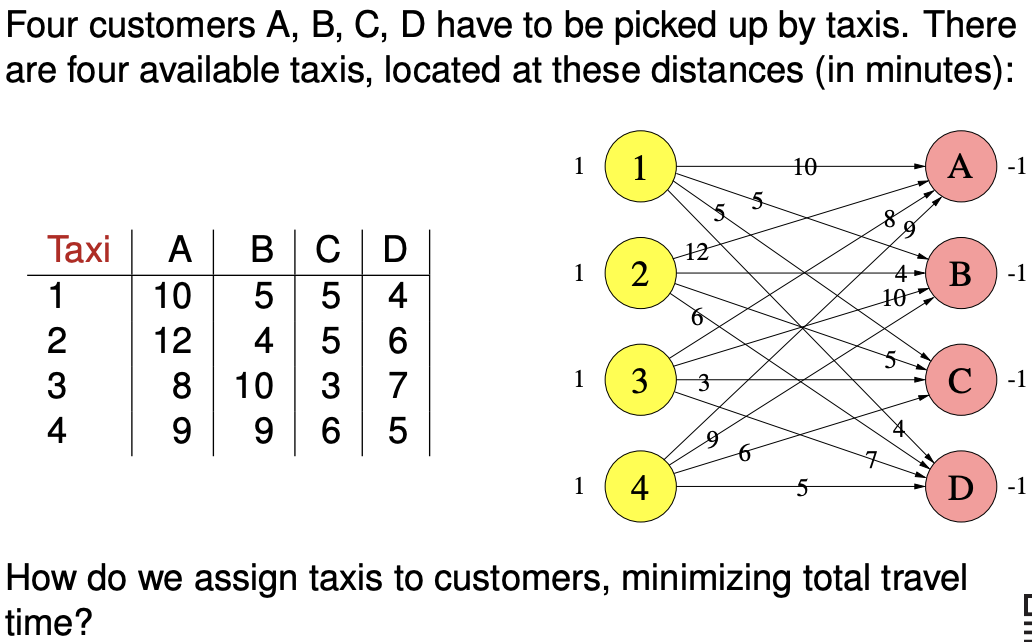 Four customers A, B, C, D have to be picked up by taxis. There
are four available taxis, located at these distances (in minutes):
Taxi A B C D
1 10 5 5 4
2 12 4 5 6
3 8 10 3 7
4 9 9 6 5
1 1 10 A -1
5
5
8
9
12
1 2 4 B -1
10
6
5
1 3 3 C -1
4
9
6
7
1 4 5 D -1
How do we assign taxis to customers, minimizing total travel
time?